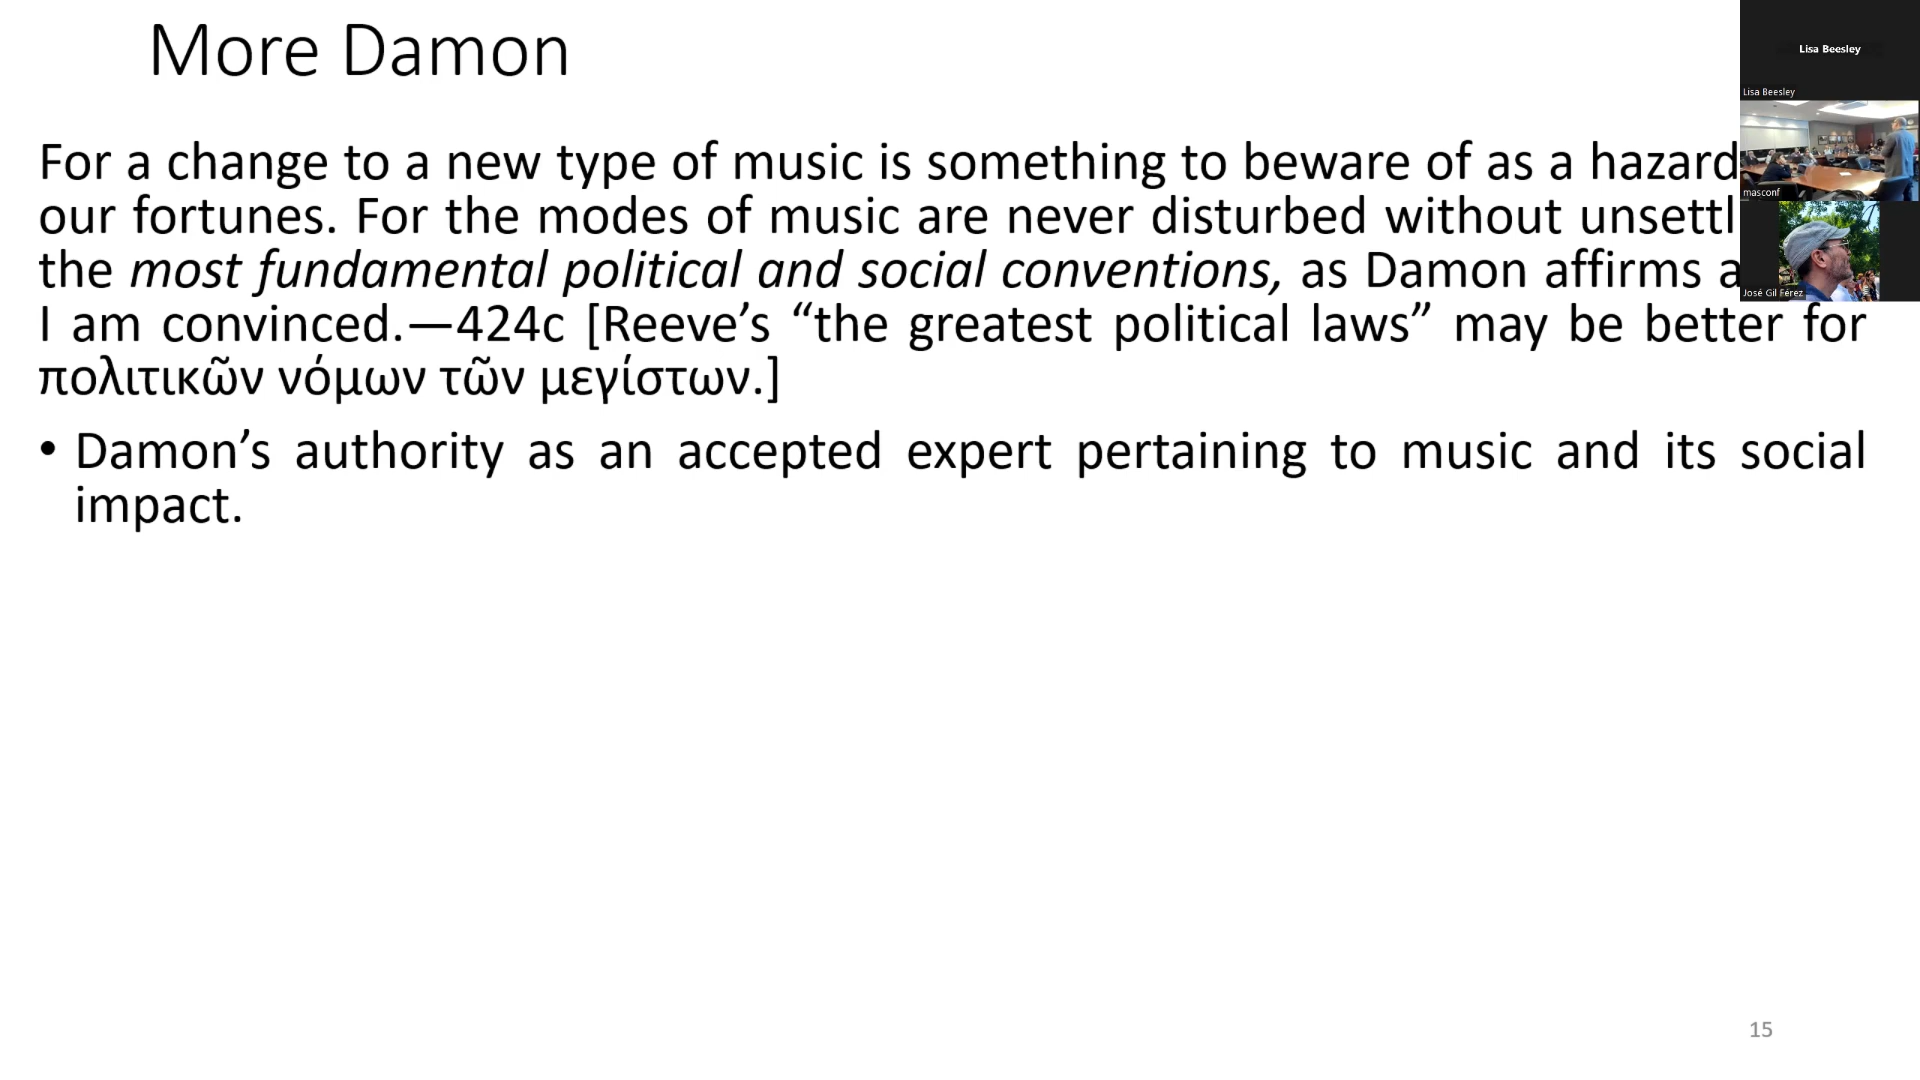 More Damon
For a change to a new type of music is something to beware of as a hazard
our fortunes. For the modes of music are never disturbed without
the most fundamental political and social conventions, as Damon affirms
I am convinced.—424c [Reeve’s “the greatest political laws” may be better for
πολιτικῶν νόμων τῶν μεγίστων.]
• Damon’s authority as an accepted expert pertaining to music and its social
impact.
15
Lisa Beesley
Lisa Beesley
masconf
José Gil Férez